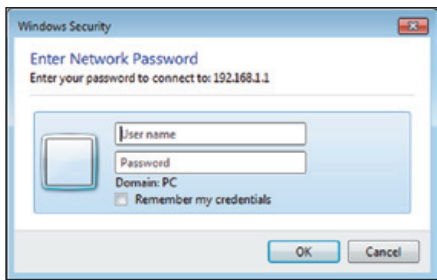 Windows Security
Enter Network Password
Enter your password to connect to: 192.168.1.1
User name
Password
Domain: PC
Remember my credentials
OK Cancel